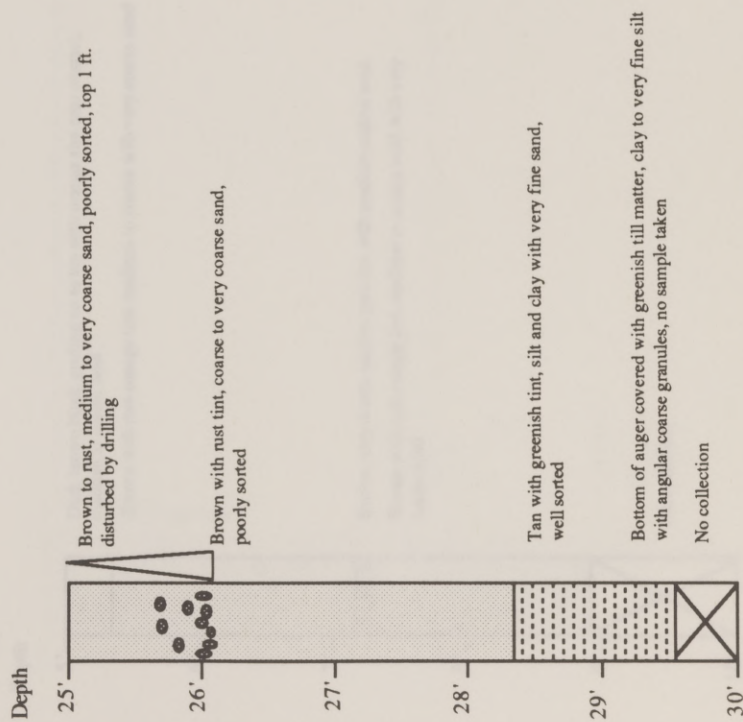 Depth
25'
Brown to rust, medium to very coarse sand, poorly sorted, top 1 ft.
disturbed by drilling
26'
Brown with rust tint, coarse to very coarse sand,
poorly sorted
27'
28'
Tan with greenish tint, silt and clay with very fine sand,
well sorted
29'
Bottom of auger covered with greenish till matter, clay to very fine silt
with angular coarse granules, no sample taken
No collection
30'